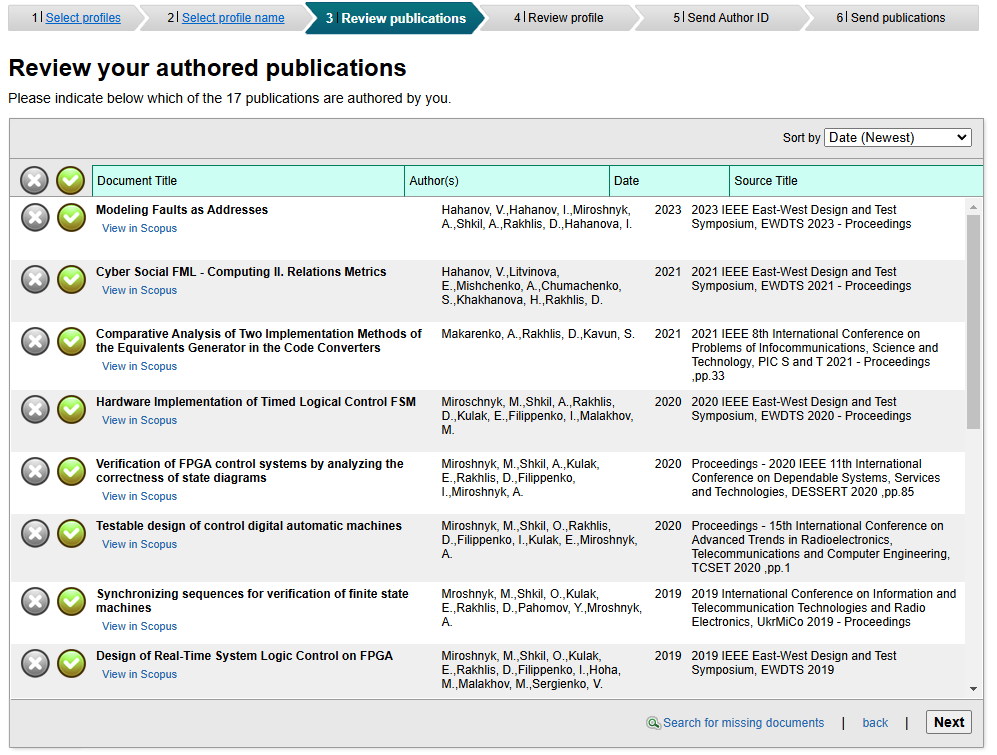 1 | Select profiles 2 | Select profile name 3 | Review publications 4 | Review profile 5 | Send Author ID 6 | Send publications
Review your authored publications
Please indicate below which of the 17 publications are authored by you.
Sort by Date (Newest)
Document Title Author(s) Date Source Title
Modeling Faults as Addresses
View in Scopus
Hahanov, V.,Hahanov, I.,Miroshnyk,
A.,Shkil, A.,Rakhlis, D.,Hahanova, I.
2023
2023 IEEE East-West Design and Test
Symposium, EWDTS 2023 - Proceedings
Cyber Social FML - Computing II. Relations Metrics
View in Scopus
Hahanov, V.,Litvinova,
E.,Mishchenko, A.,Chumachenko,
S.,Khakhanova, H.,Rakhlis, D.
2021
2021 IEEE East-West Design and Test
Symposium, EWDTS 2021 - Proceedings
Comparative Analysis of Two Implementation Methods of
the Equivalents Generator in the Code Converters
View in Scopus
Makarenko, A.,Rakhlis, D.,Kavun, S.
2021
2021 IEEE 8th International Conference on
Problems of Infocommunications, Science and
Technology, PIC S and T 2021 - Proceedings
,pp.33
Hardware Implementation of Timed Logical Control FSM
View in Scopus
Miroschnyk, M.,Shkil, A.,Rakhlis,
D.,Kulak, E.,Filippenko, I.,Malakhov,
M.
2020
2020 IEEE East-West Design and Test
Symposium, EWDTS 2020 - Proceedings
Verification of FPGA control systems by analyzing the
correctness of state diagrams
View in Scopus
Miroshnyk, M.,Shkil, A.,Kulak,
E.,Rakhlis, D.,Filippenko,
I.,Miroshnyk, A.
2020
Proceedings - 2020 IEEE 11th International
Conference on Dependable Systems, Services
and Technologies, DESSERT 2020 ,pp.85
Testable design of control digital automatic machines
View in Scopus
Miroshnyk, M.,Shkil, O.,Rakhlis,
D.,Filippenko, I.,Kulak, E.,Miroshnyk,
A.
2020
Proceedings - 15th International Conference on
Advanced Trends in Radioelectronics,
Telecommunications and Computer Engineering,
TCSET 2020 ,pp.1
Synchronizing sequences for verification of finite state
machines
View in Scopus
Mroshnyk, M.,Shkil, O.,Kulak,
E.,Rakhlis, D.,Pahomov, Y.,Mroshnyk,
A.
2019
2019 International Conference on Information and
Telecommunication Technologies and Radio
Electronics, UkrMiCo 2019 - Proceedings
Design of Real-Time System Logic Control on FPGA
View in Scopus
Miroshnyk, M.,Shkil, O.,Kulak,
E.,Rakhlis, D.,Filippenko, I.,Hoha,
M.,Malakhov, M.,Sergienko, V.
2019
2019 IEEE East-West Design and Test
Symposium, EWDTS 2019
Search for missing documents | back | Next